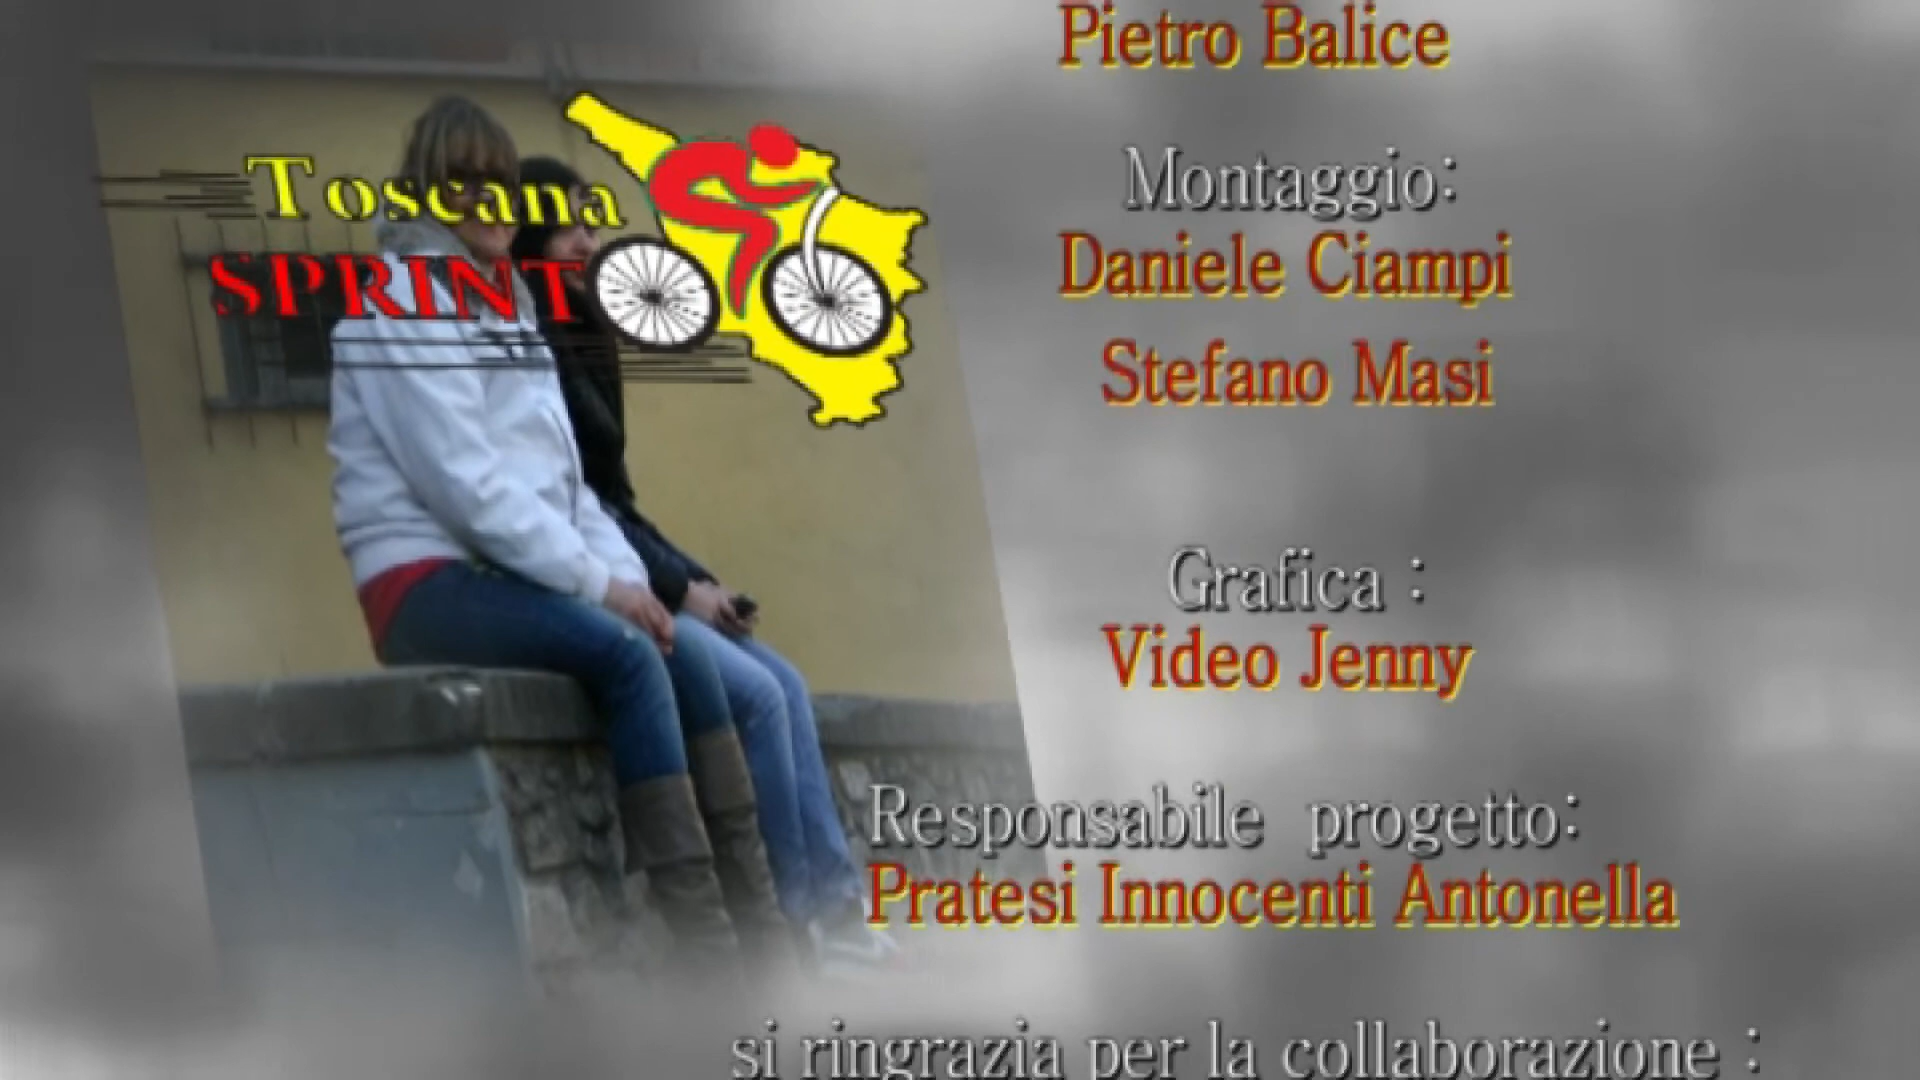 Toscana
SPRINT
Pietro Balice
Montaggio:
Daniele Ciampi
Stefano Masi
Grafica :
Video Jenny
Responsabile progetto:
Pratesi Innocenti Antonella
si ringrazia per la collaborazione :